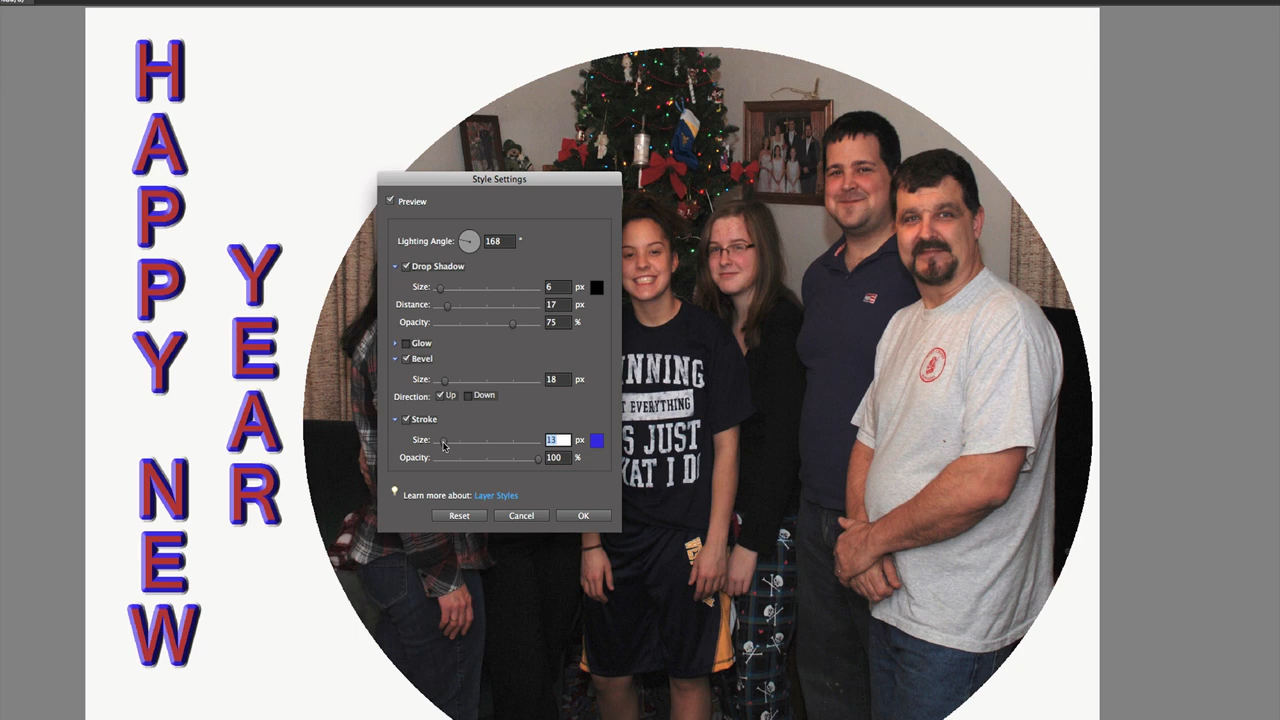 HAPPY NEW
YEAR
Style Settings
Preview
Lighting Angle: 168 °
Drop Shadow
Size: 6 px
Distance: 17 px
Opacity: 75 %
Glow
Bevel
Size: 18 px
Direction: Up Down
Stroke
Size: 13 px
Opacity: 100 %
Learn more about: Layer Styles
Reset Cancel OK
NNING
T EVERYTHING
S JUST
AT I DO